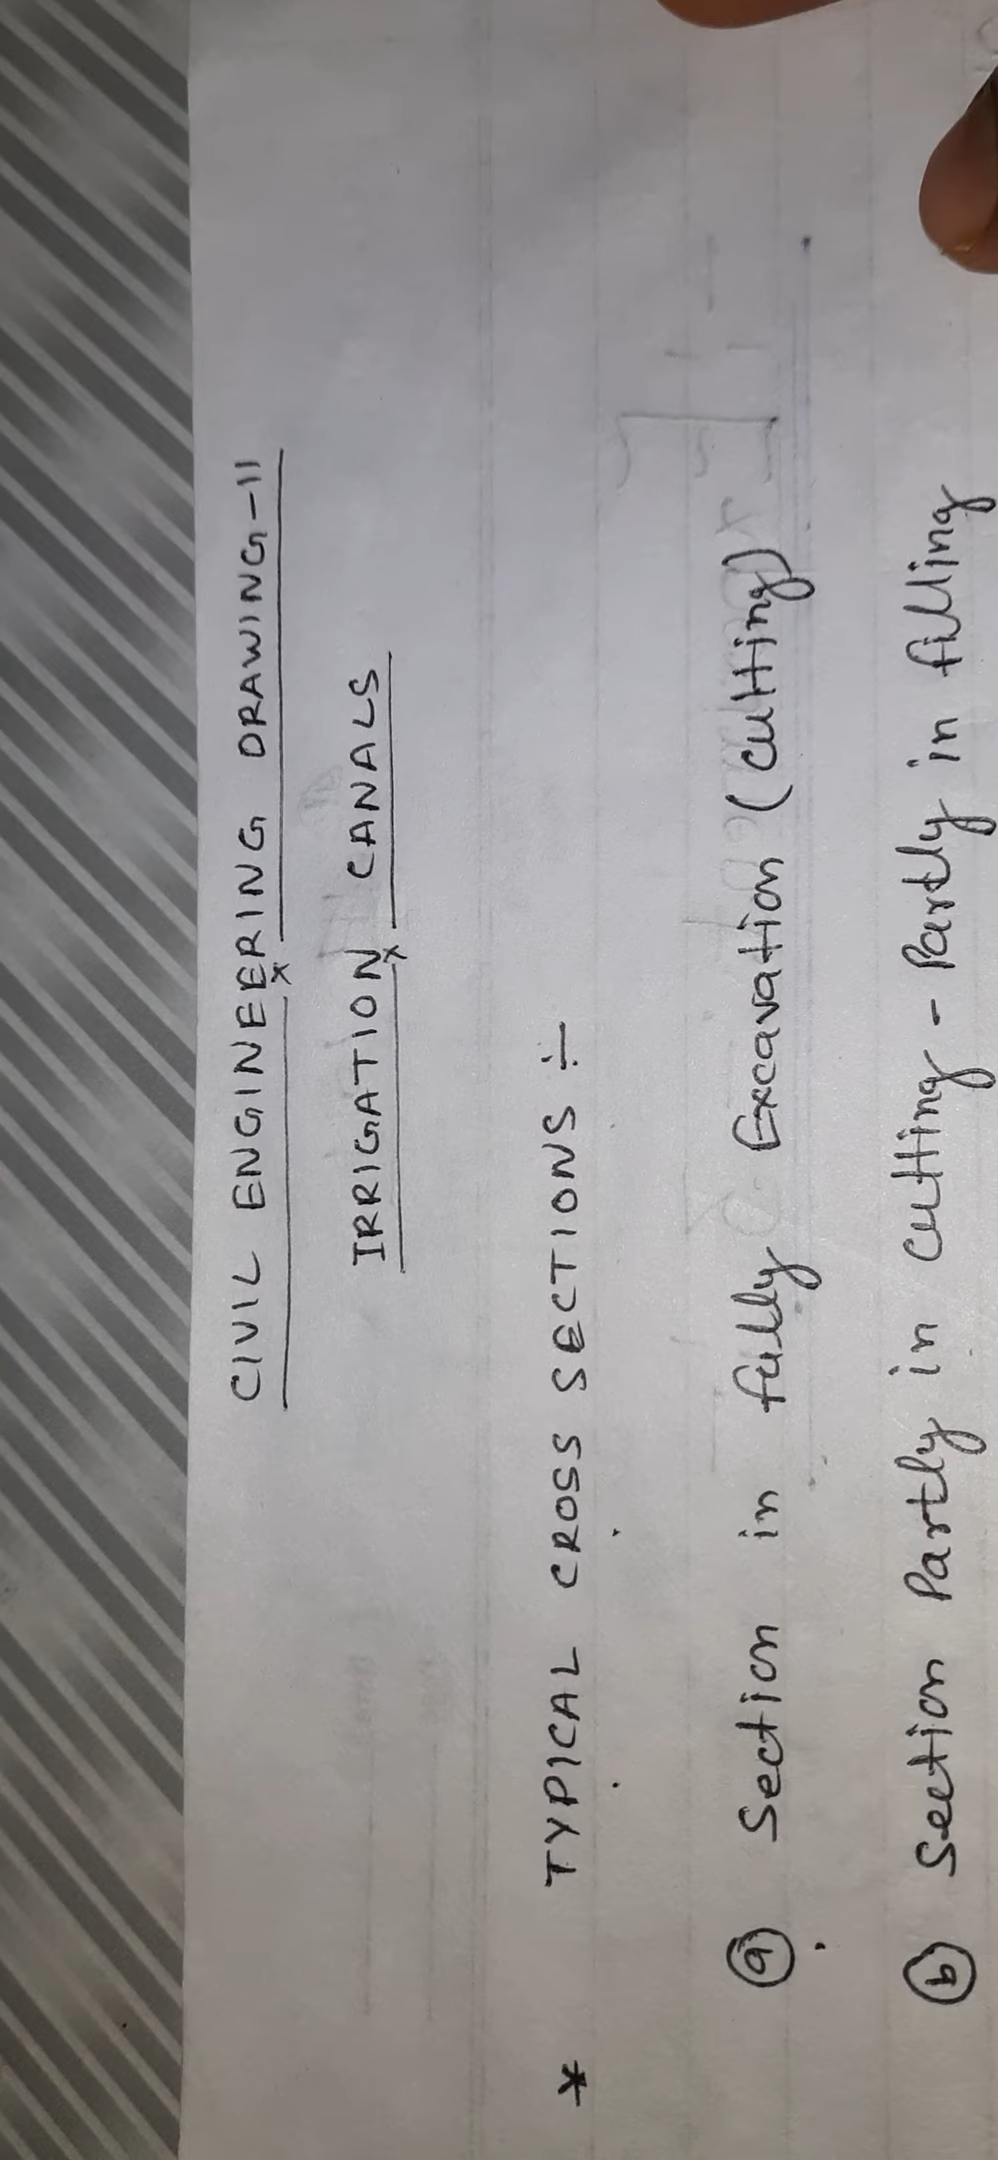 CIVIL ENGINEERING DRAWING-II
IRRIGATION CANALS
* TYPICAL CROSS SECTIONS ÷
(a) Section in fully Excavation (cutting)
(b) Section Partly in cutting - Partly in filling